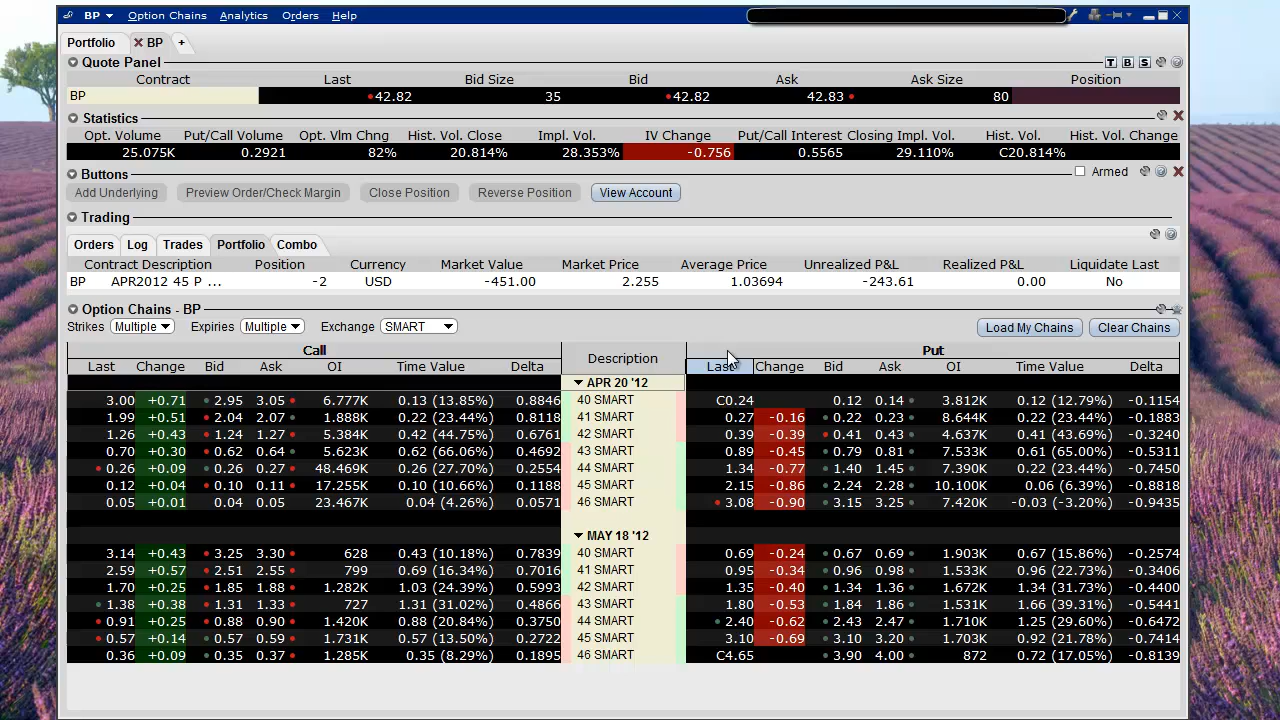 BP Option Chains Analytics Orders Help
Portfolio BP +
Quote Panel T B S
Contract Last Bid Size Bid Ask Ask Size Position
BP 42.82 35 42.82 42.83 80
Statistics
Opt. Volume Put/Call Volume Opt. Vlm Chng Hist. Vol. Close Impl. Vol. IV Change Put/Call Interest Closing Impl. Vol. Hist. Vol. Hist. Vol. Change
25.075K 0.2921 82% 20.814% 28.353% -0.756 0.5565 29.110% C20.814%
Buttons Armed
Add Underlying Preview Order/Check Margin Close Position Reverse Position View Account
Trading
Orders Log Trades Portfolio Combo
Contract Description Position Currency Market Value Market Price Average Price Unrealized P&L Realized P&L Liquidate Last
BP APR2012 45 P ... -2 USD -451.00 2.255 1.03694 -243.61 0.00 No
Option Chains - BP
Strikes Multiple Expiries Multiple Exchange SMART Load My Chains Clear Chains
Call Description Put
Last Change Bid Ask OI Time Value Delta Last Change Bid Ask OI Time Value Delta
APR 20 '12
3.00 +0.71 2.95 3.05 6.777K 0.13 (13.85%) 0.8846 40 SMART C0.24 0.12 0.14 3.812K 0.12 (12.79%) -0.1154
1.99 +0.51 2.04 2.07 1.888K 0.22 (23.44%) 0.8118 41 SMART 0.27 -0.16 0.22 0.23 8.644K 0.22 (23.44%) -0.1883
1.26 +0.43 1.24 1.27 5.384K 0.42 (44.75%) 0.6761 42 SMART 0.39 -0.39 0.41 0.43 4.637K 0.41 (43.69%) -0.3240
0.70 +0.30 0.62 0.64 5.623K 0.62 (66.06%) 0.4692 43 SMART 0.89 -0.45 0.79 0.81 7.533K 0.61 (65.00%) -0.5311
0.26 +0.09 0.26 0.27 48.469K 0.26 (27.70%) 0.2554 44 SMART 1.34 -0.77 1.40 1.45 7.390K 0.22 (23.44%) -0.7450
0.12 +0.04 0.10 0.11 17.255K 0.10 (10.66%) 0.1188 45 SMART 2.15 -0.86 2.24 2.28 10.100K 0.06 (6.39%) -0.8818
0.05 +0.01 0.04 0.05 23.467K 0.04 (4.26%) 0.0571 46 SMART 3.08 -0.90 3.15 3.25 7.420K -0.03 (-3.20%) -0.9435
MAY 18 '12
3.14 +0.43 3.25 3.30 628 0.43 (10.18%) 0.7839 40 SMART 0.69 -0.24 0.67 0.69 1.903K 0.67 (15.86%) -0.2574
2.59 +0.57 2.51 2.55 799 0.69 (16.34%) 0.7016 41 SMART 0.95 -0.34 0.96 0.98 1.533K 0.96 (22.73%) -0.3406
1.70 +0.25 1.85 1.88 1.282K 1.03 (24.39%) 0.5993 42 SMART 1.35 -0.40 1.34 1.36 1.672K 1.34 (31.73%) -0.4400
1.38 +0.38 1.31 1.33 727 1.31 (31.02%) 0.4866 43 SMART 1.80 -0.53 1.84 1.86 1.531K 1.66 (39.31%) -0.5441
0.91 +0.25 0.88 0.90 1.420K 0.88 (20.84%) 0.3750 44 SMART 2.40 -0.62 2.43 2.47 1.710K 1.25 (29.60%) -0.6472
0.57 +0.14 0.57 0.59 1.731K 0.57 (13.50%) 0.2722 45 SMART 3.10 -0.69 3.10 3.20 1.703K 0.92 (21.78%) -0.7414
0.36 +0.09 0.35 0.37 1.285K 0.35 (8.29%) 0.1895 46 SMART C4.65 3.90 4.00 872 0.72 (17.05%) -0.8139